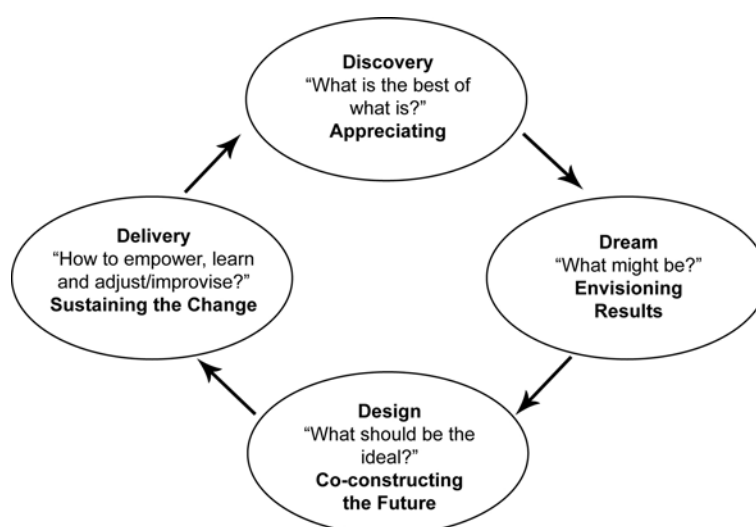 Discovery
“What is the best of
what is?”
Appreciating
Dream
“What might be?”
Envisioning
Results
Design
“What should be the
ideal?”
Co-constructing
the Future
Delivery
“How to empower, learn
and adjust/improvise?”
Sustaining the Change